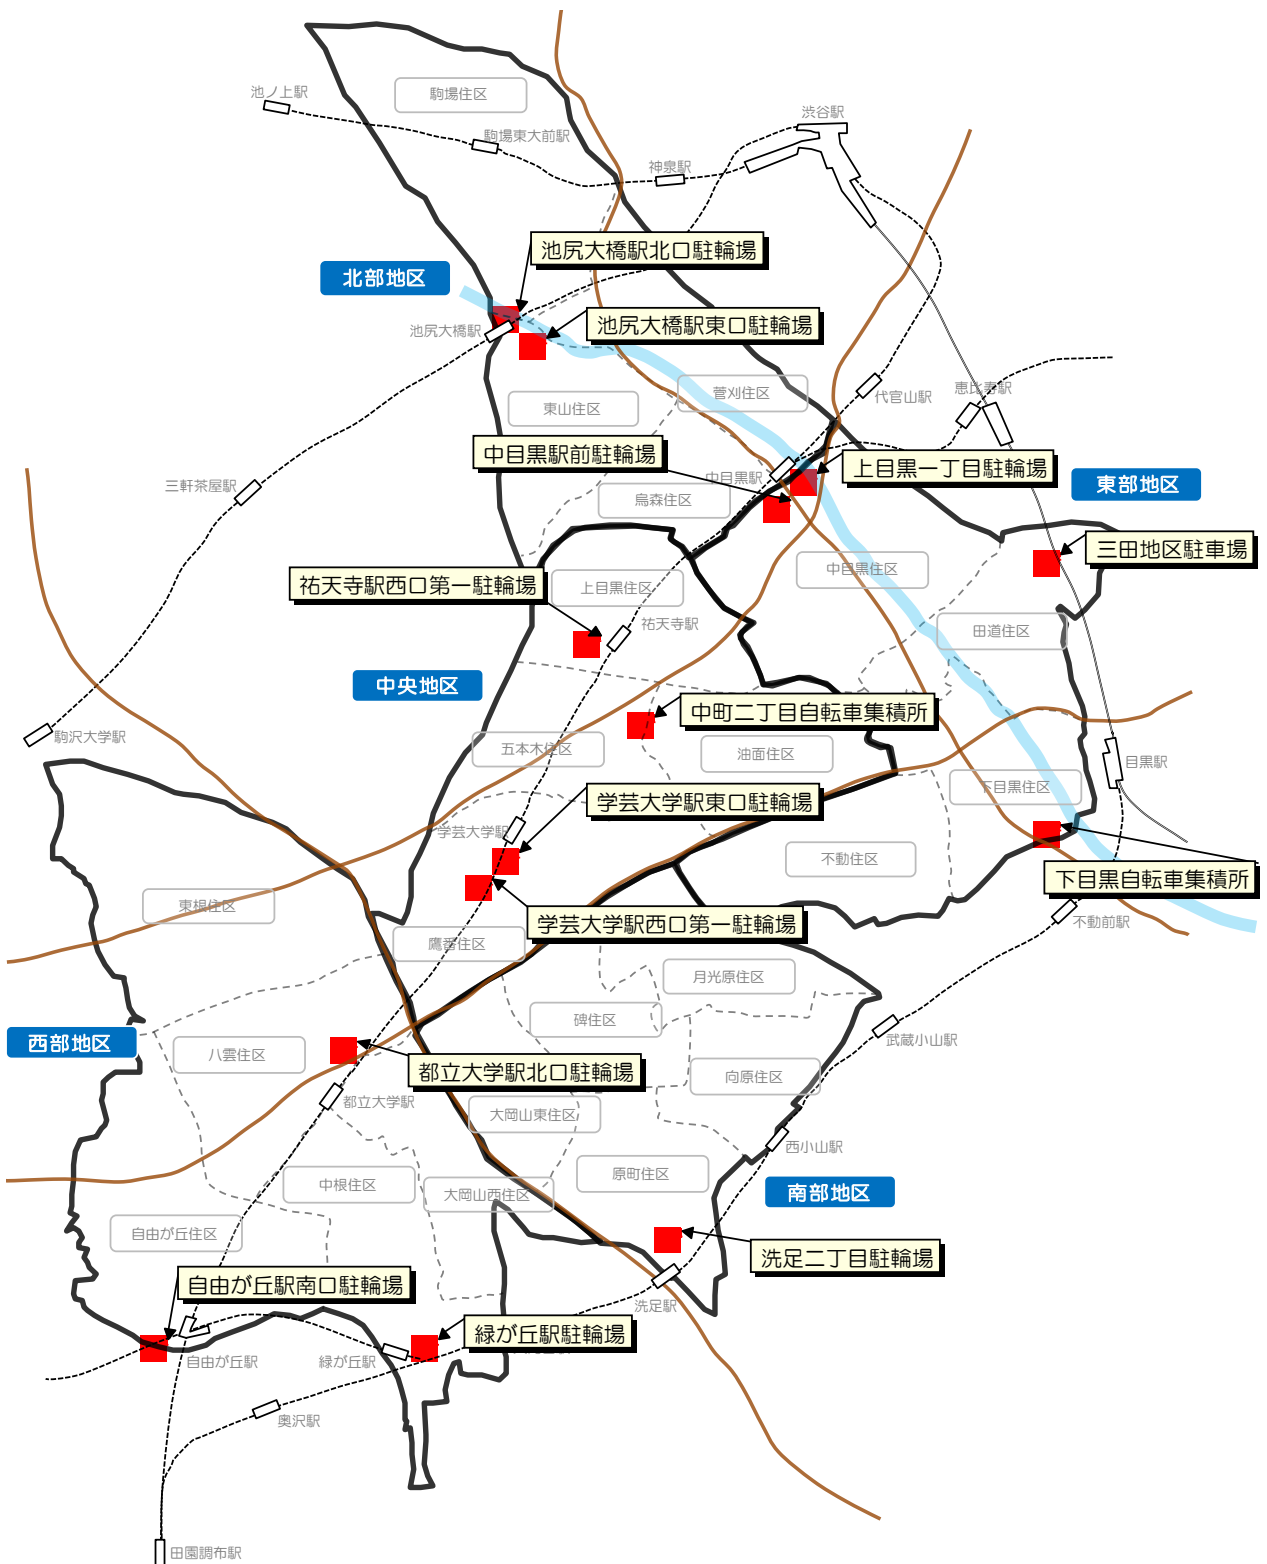 池ノ上駅
駒場住区
駒場東大前駅
渋谷駅
神泉駅
池尻大橋駅北口駐輪場
北部地区
池尻大橋駅
池尻大橋駅東口駐輪場
菅刈住区
代官山駅
恵比寿駅
東山住区
中目黒駅前駐輪場
中目黒駅
上目黒一丁目駐輪場
東部地区
三軒茶屋駅
烏森住区
三田地区駐車場
中目黒住区
祐天寺駅西口第一駐輪場
上目黒住区
祐天寺駅
田道住区
中央地区
中町二丁目自転車集積所
駒沢大学駅
五本木住区
油面住区
目黒駅
下目黒住区
学芸大学駅東口駐輪場
学芸大学駅
不動住区
下目黒自転車集積所
東根住区
学芸大学駅西口第一駐輪場
不動前駅
鷹番住区
月光原住区
碑住区
西部地区
八雲住区
武蔵小山駅
都立大学駅北口駐輪場
向原住区
都立大学駅
大岡山東住区
西小山駅
中根住区
大岡山西住区
原町住区
南部地区
自由が丘住区
洗足二丁目駐輪場
自由が丘駅南口駐輪場
洗足駅
緑が丘駅駐輪場
自由が丘駅
緑が丘駅
奥沢駅
田園調布駅